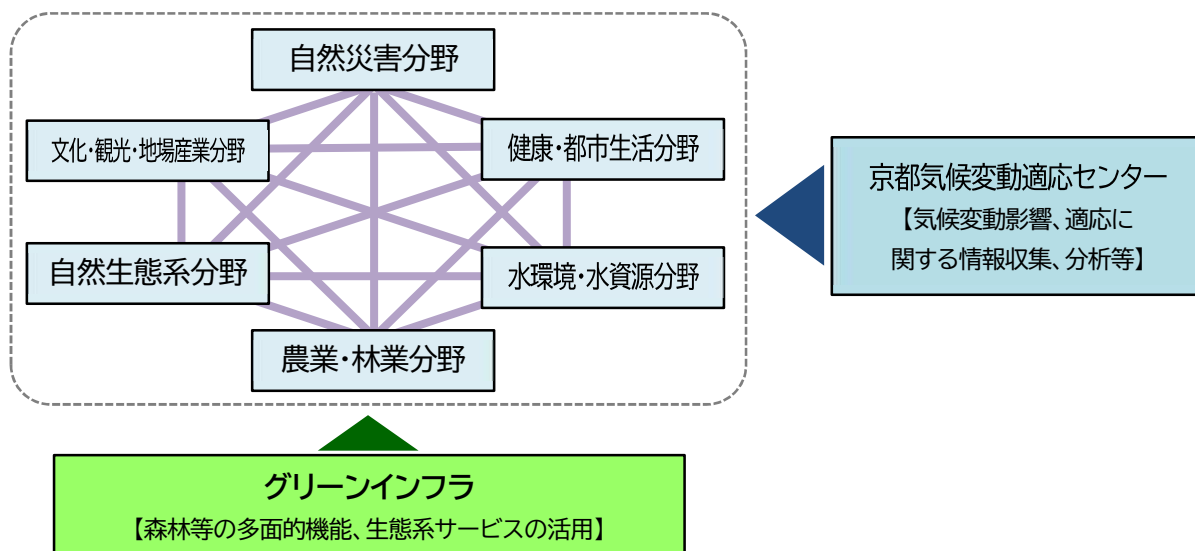 自然災害分野
文化・観光・地場産業分野
健康・都市生活分野
京都気候変動適応センター
【気候変動影響、適応に
関する情報収集、分析等】
自然生態系分野
水環境・水資源分野
農業・林業分野
グリーンインフラ
【森林等の多面的機能、生態系サービスの活用】